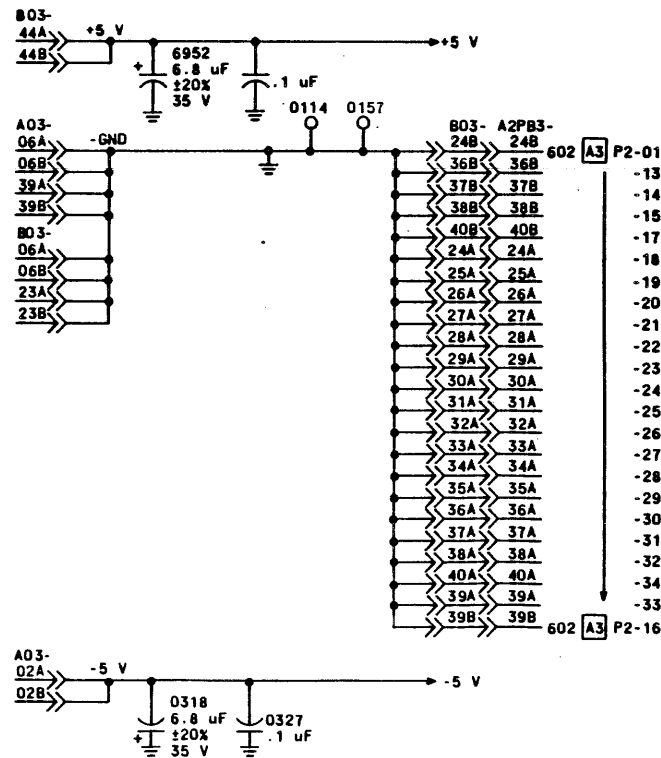 B03-
44A +5 V +5 V
44B
6952
+ 6.8 uF
±20%
35 V
.1 uF
0114 0157
A03-
06A -GND
06B
39A
39B
B03-
06A
06B
23A
23B
B03- A2PB3-
24B 24B 602 A3 P2-01
36B 36B -13
37B 37B -14
38B 38B -15
40B 40B -17
24A 24A -18
25A 25A -19
26A 26A -20
27A 27A -21
28A 28A -22
29A 29A -23
30A 30A -24
31A 31A -25
32A 32A -26
33A 33A -27
34A 34A -28
35A 35A -29
36A 36A -30
37A 37A -31
38A 38A -32
40A 40A -34
39A 39A -33
39B 39B 602 A3 P2-16
A03-
02A -5 V -5 V
02B
0318
6.8 uF
+ ±20%
35 V
0327
.1 uF